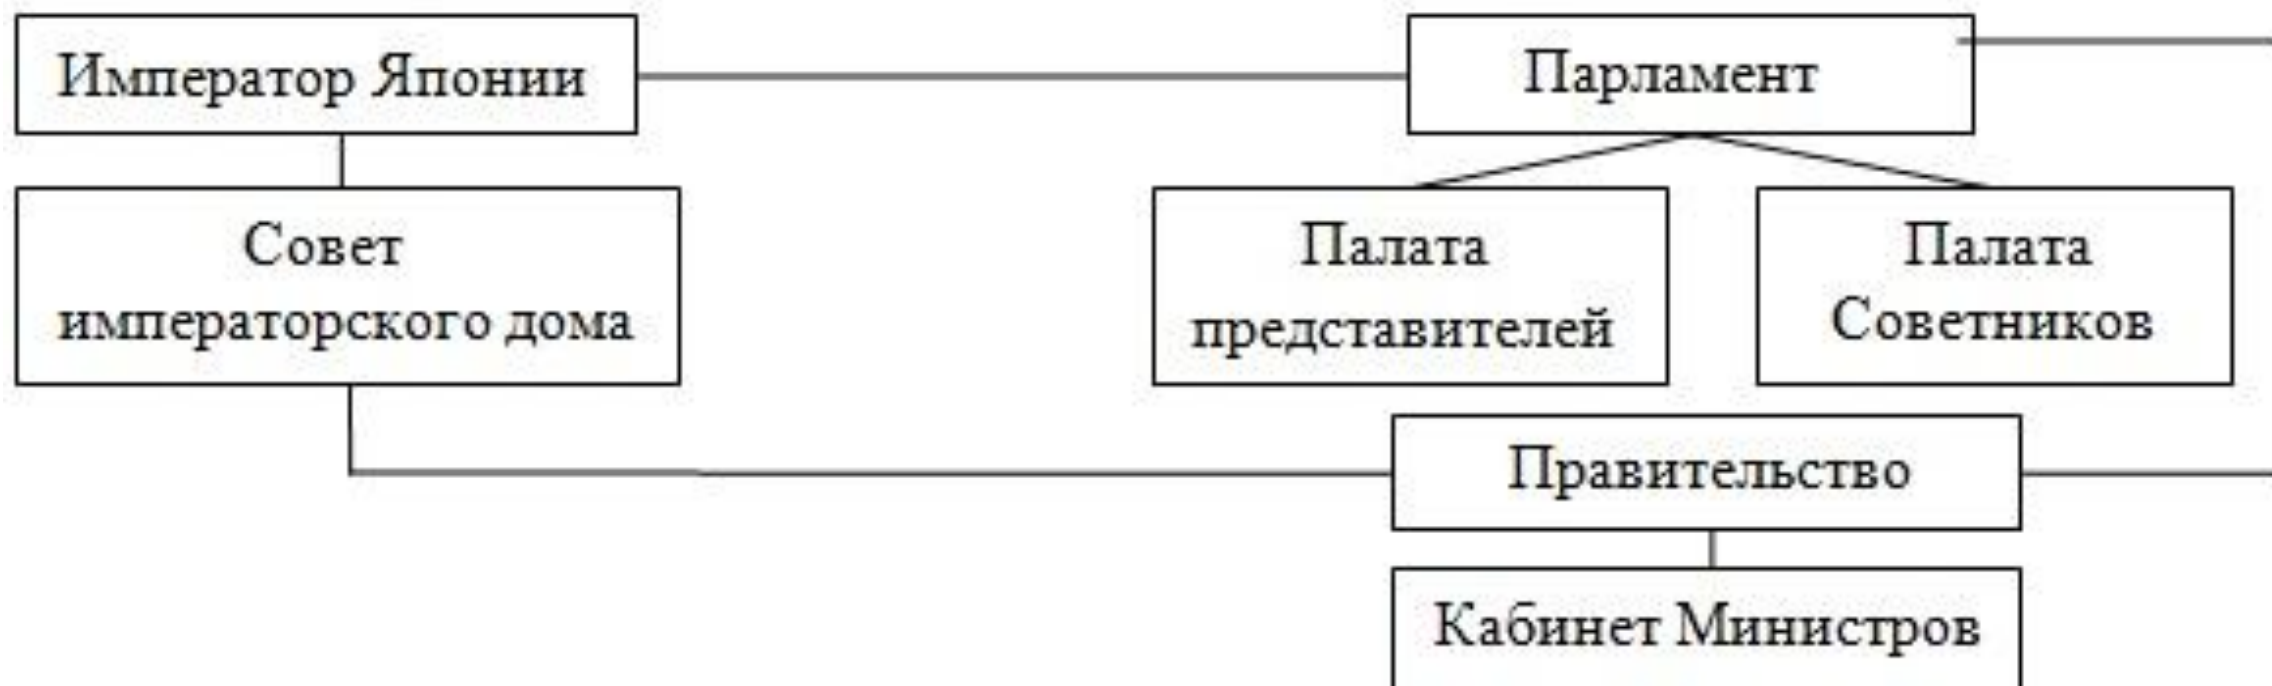 Император Японии
Парламент
Совет
императорского дома
Палата
представителей
Палата
Советников
Правительство
Кабинет Министров